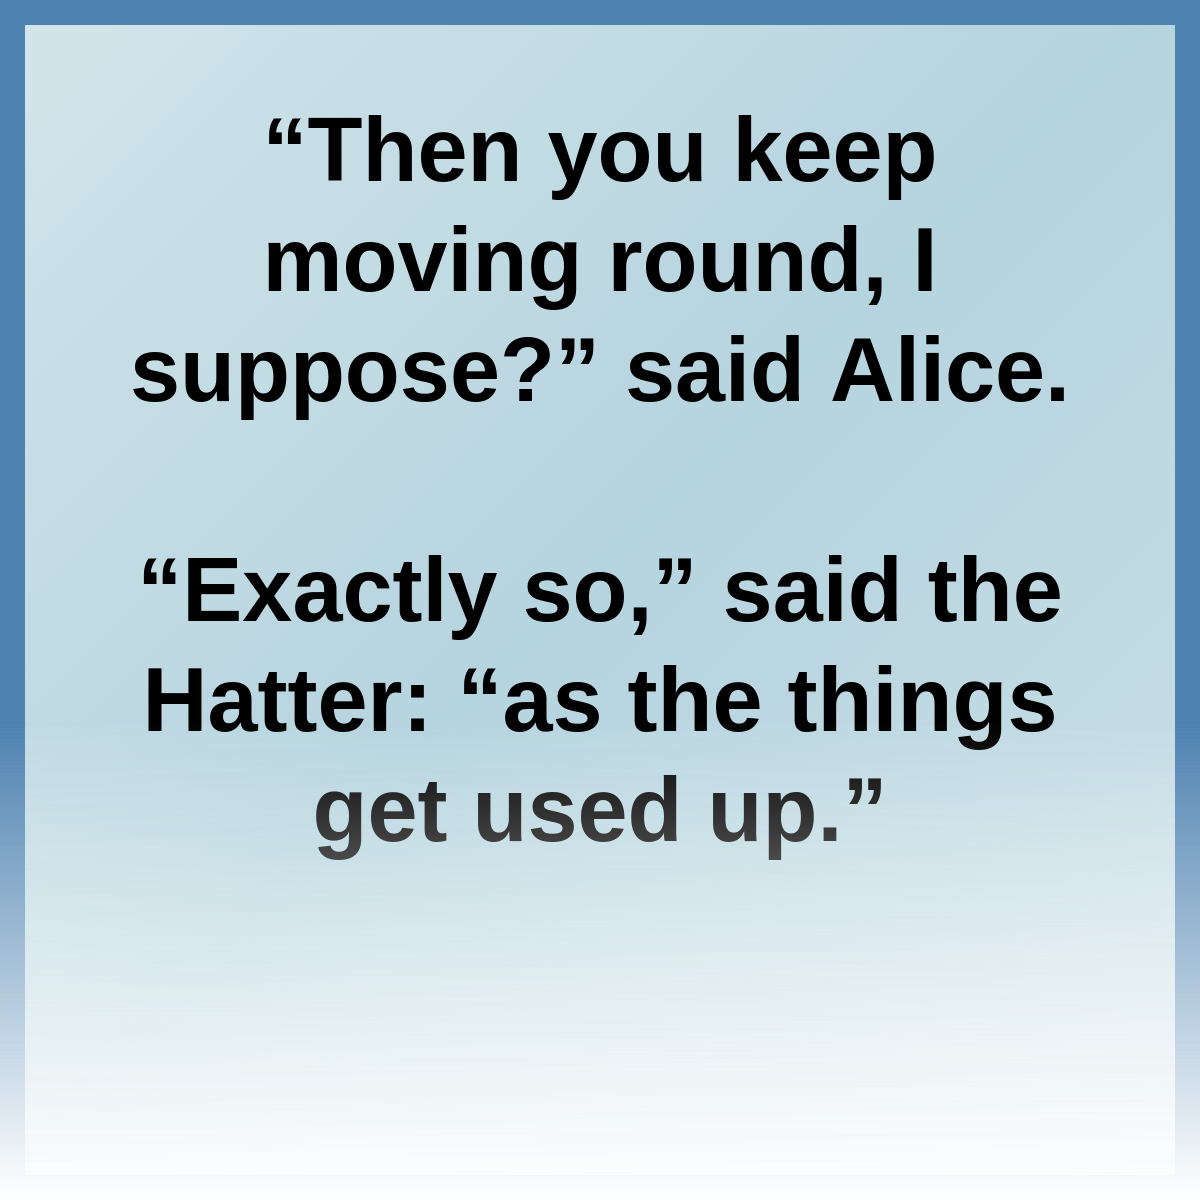 “Then you keep
moving round, I
suppose?” said Alice.
“Exactly so,” said the
Hatter: “as the things
get used up.”